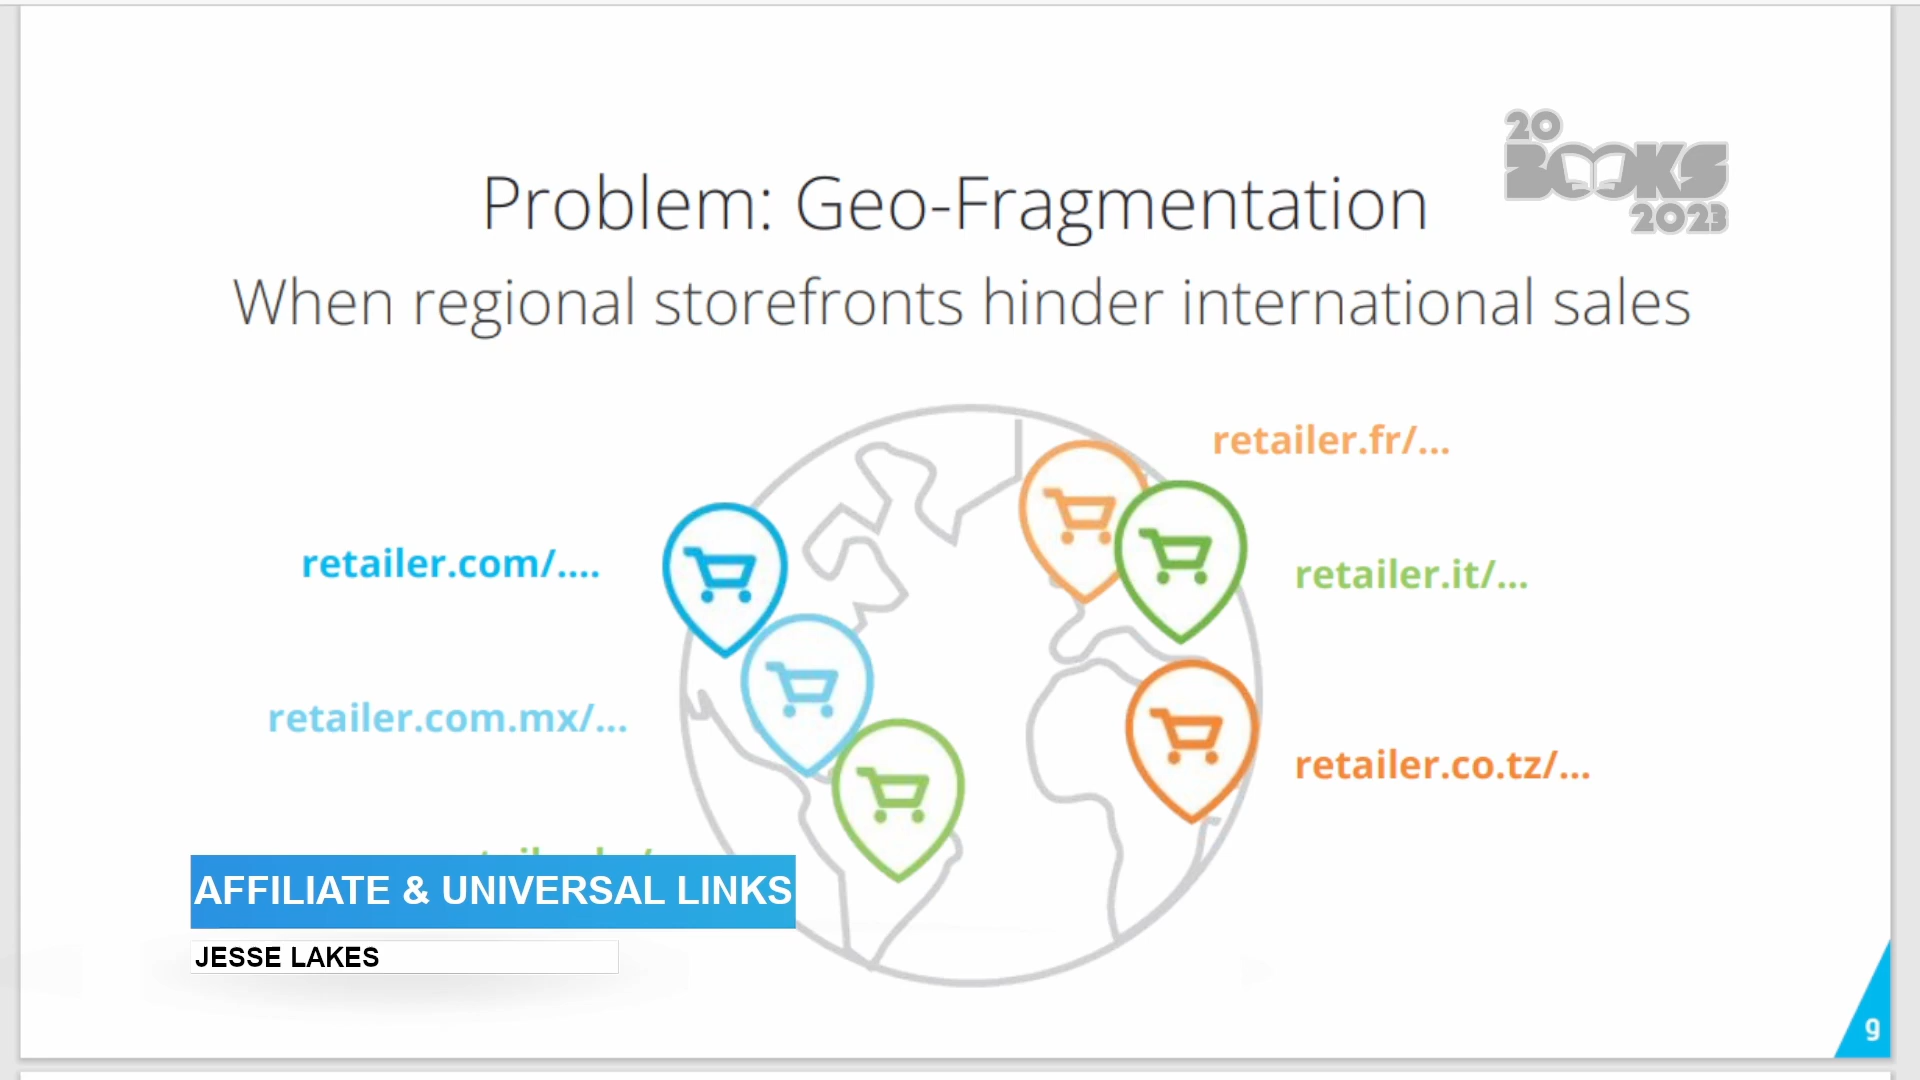 20
BOOKS
2023
Problem: Geo-Fragmentation
When regional storefronts hinder international sales
retailer.fr/...
retailer.com/....
retailer.it/...
retailer.com.mx/...
retailer.co.tz/...
AFFILIATE & UNIVERSAL LINKS
JESSE LAKES
9